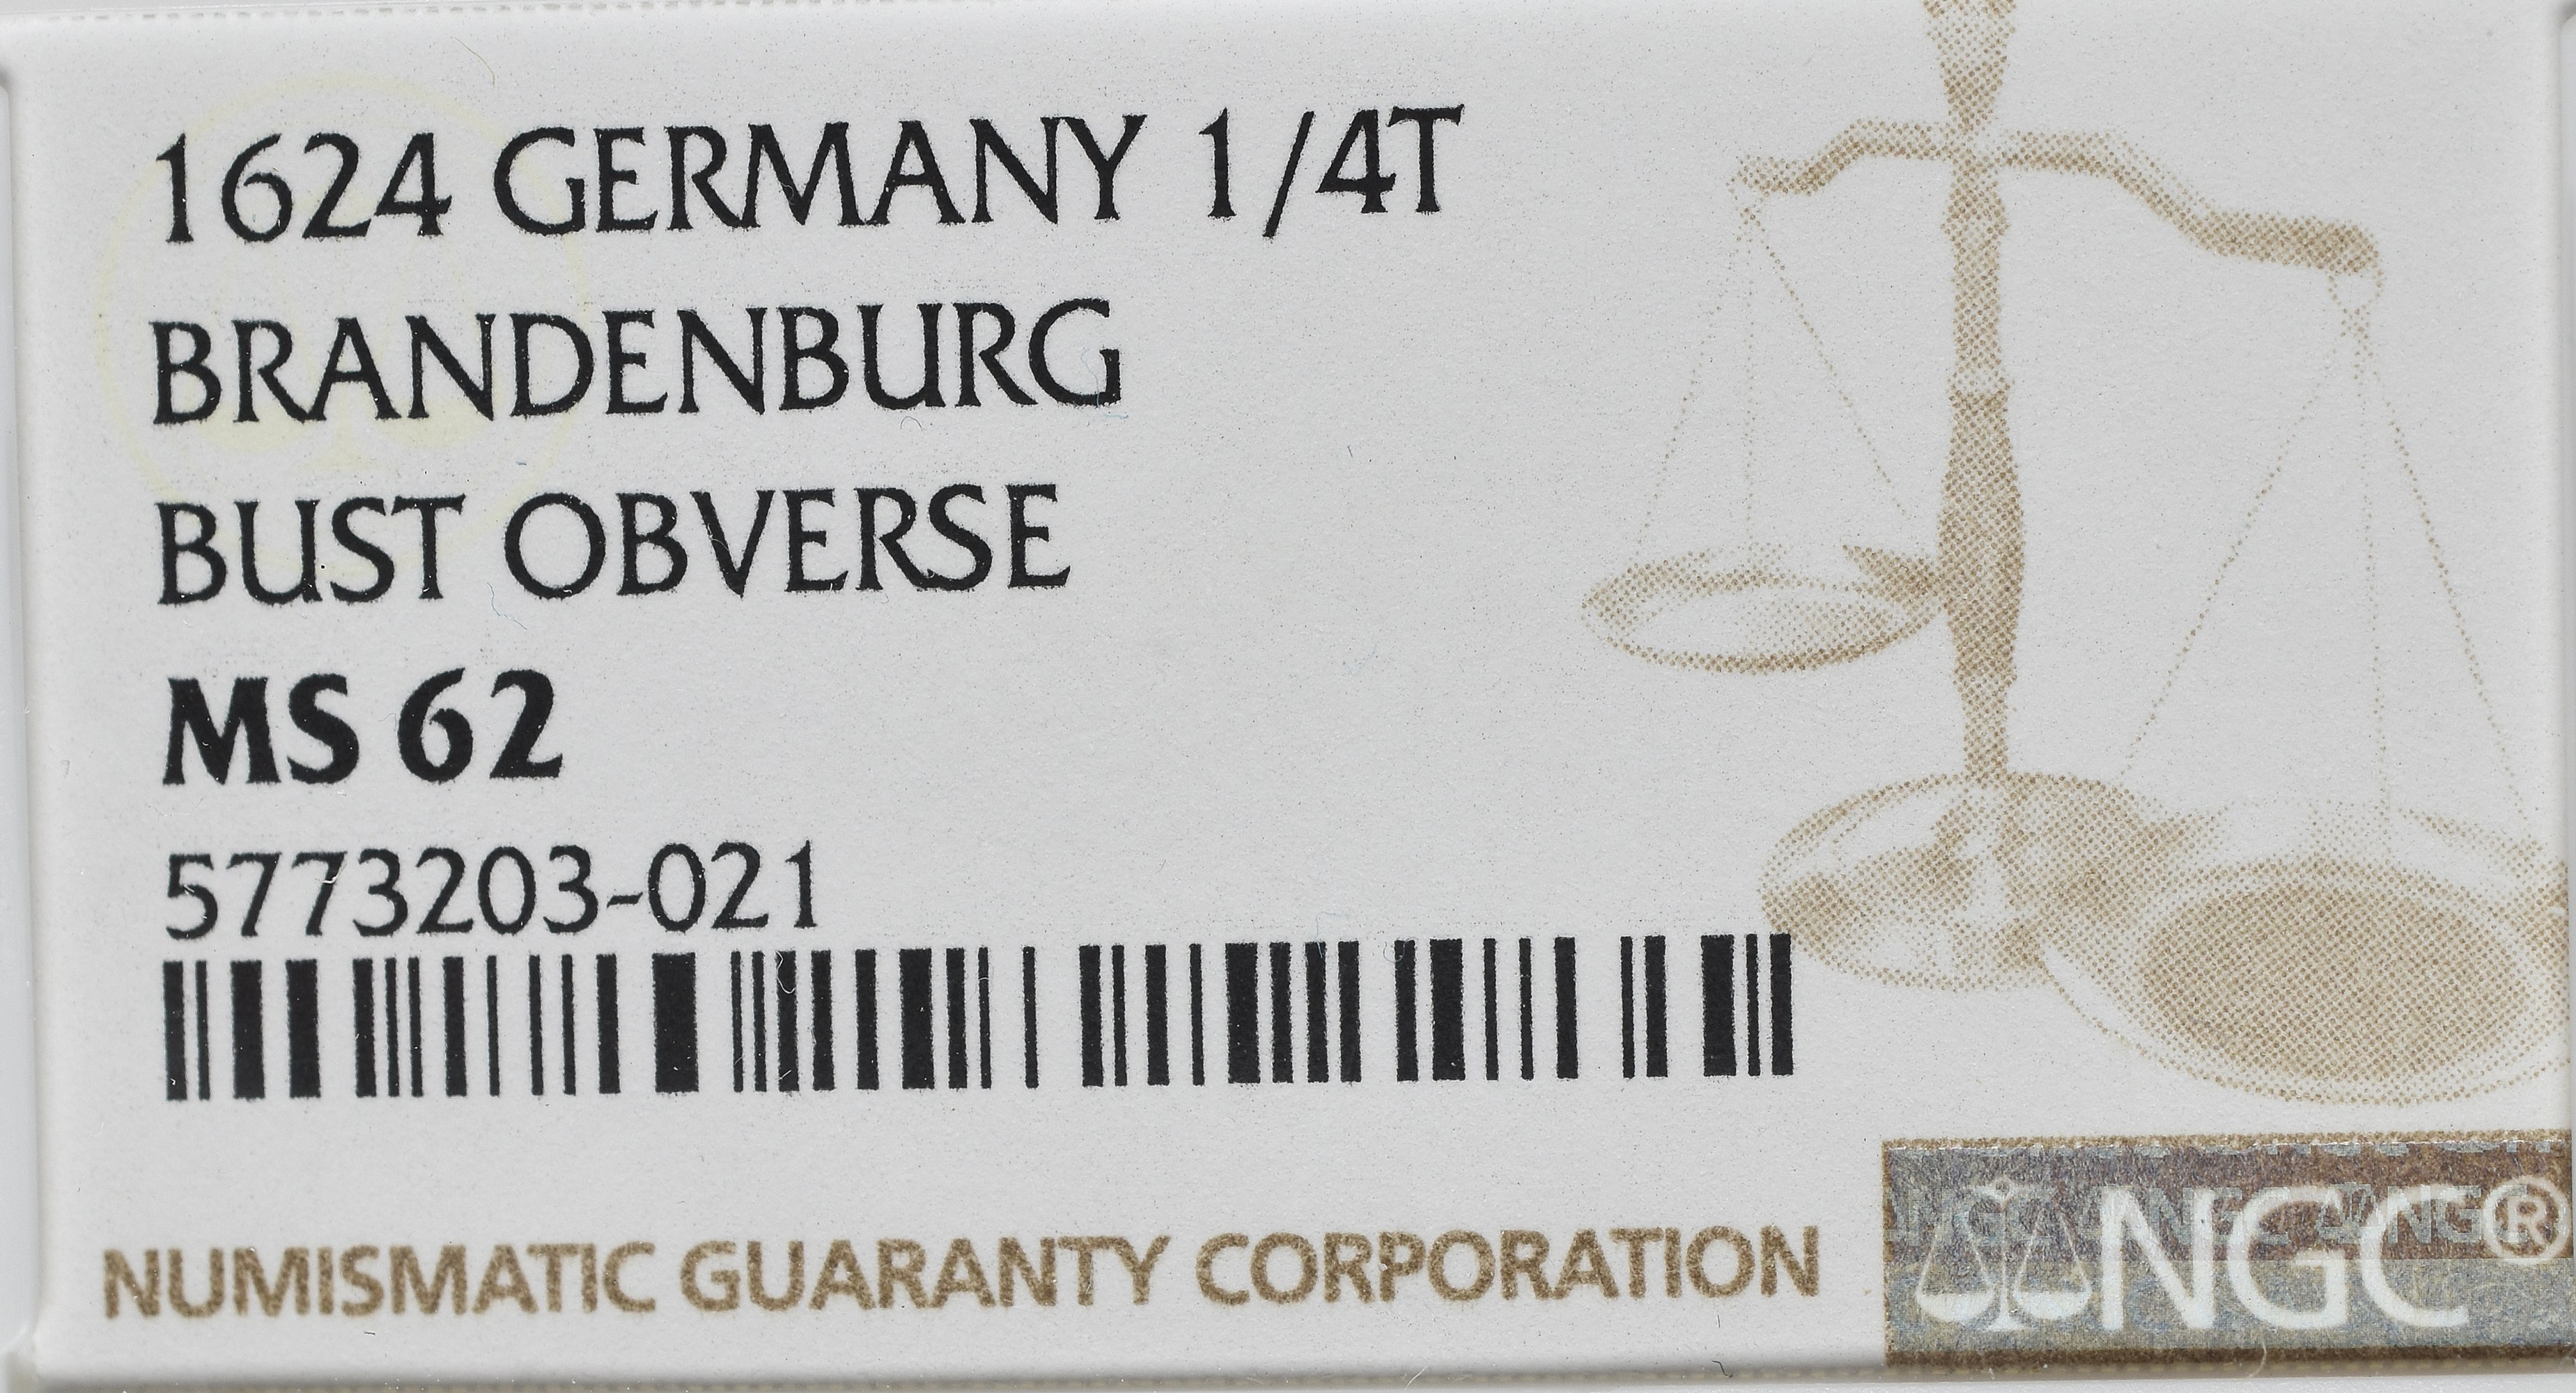 1624 GERMANY 1/4T
BRANDENBURG
BUST OBVERSE
MS 62
5773203-021
NUMISMATIC GUARANTY CORPORATION
NGC®